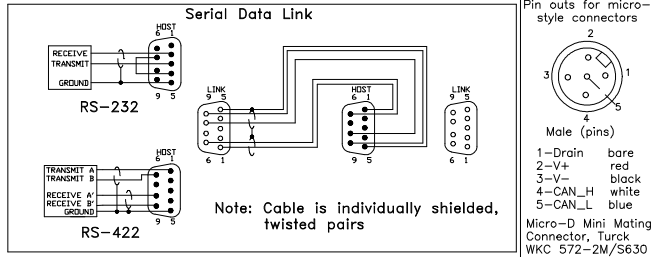 Serial Data Link
HOST
6 1
RECEIVE
TRANSMIT
GROUND
9 5
RS-232
HOST
6 1
TRANSMIT A
TRANSMIT B
RECEIVE A'
RECEIVE B'
GROUND
9 5
RS-422
LINK
9 5
6 1
HOST
6 1
9 5
LINK
9 5
6 1
Note: Cable is individually shielded,
twisted pairs
Pin outs for micro-
style connectors
2
3
1
5
4
Male (pins)
1-Drain bare
2-V+ red
3-V- black
4-CAN_H white
5-CAN_L blue
Micro-D Mini Mating
Connector, Turck
WKC 572-2M/S630